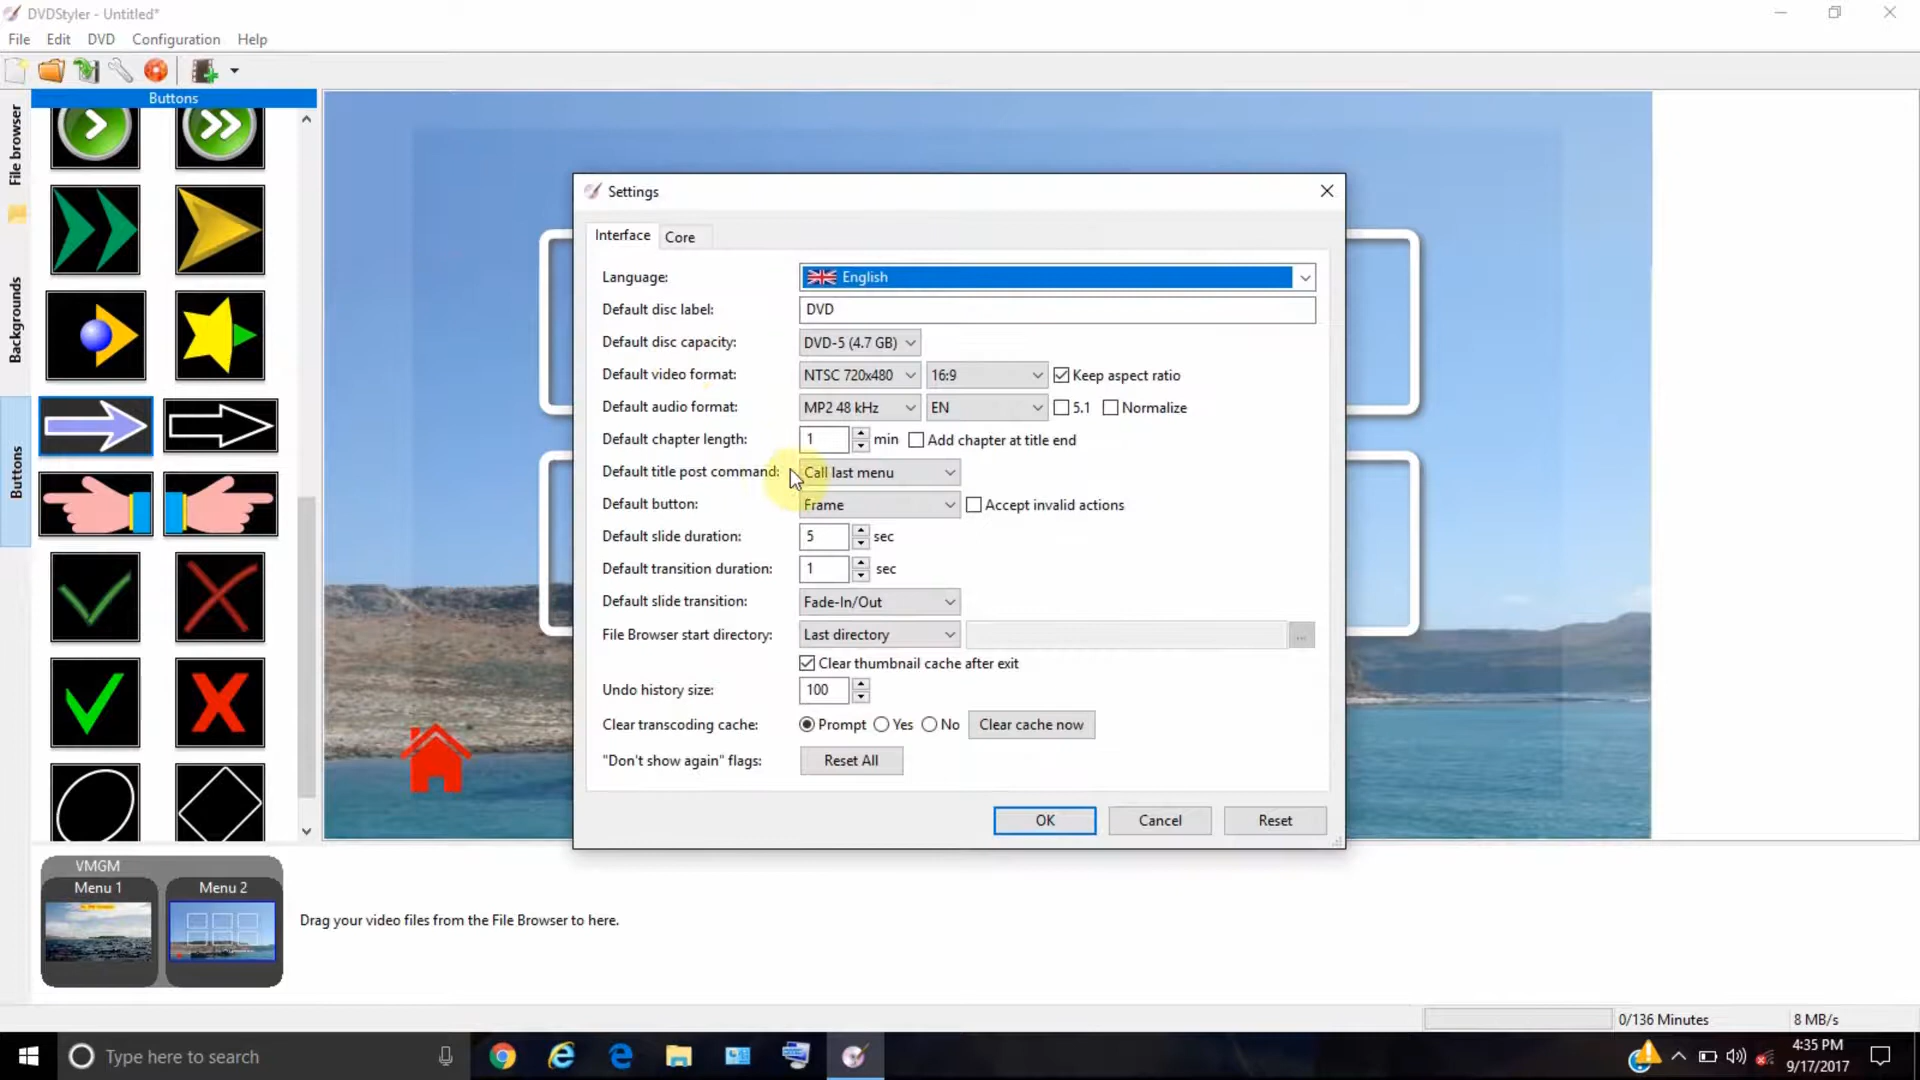 DVDStyler - Untitled*
File Edit DVD Configuration Help
Buttons
File browser
Backgrounds
Buttons
Settings
Interface Core
Language: English
Default disc label: DVD
Default disc capacity: DVD-5 (4.7 GB)
Default video format: NTSC 720x480 16:9 Keep aspect ratio
Default audio format: MP2 48 kHz EN 5.1 Normalize
Default chapter length: 1 min Add chapter at title end
Default title post command: Call last menu
Default button: Frame Accept invalid actions
Default slide duration: 5 sec
Default transition duration: 1 sec
Default slide transition: Fade-In/Out
File Browser start directory: Last directory ...
Clear thumbnail cache after exit
Undo history size: 100
Clear transcoding cache: Prompt Yes No Clear cache now
"Don't show again" flags: Reset All
OK Cancel Reset
VMGM
Menu 1 Menu 2
Drag your video files from the File Browser to here.
0/136 Minutes 8 MB/s
Type here to search
4:35 PM
9/17/2017